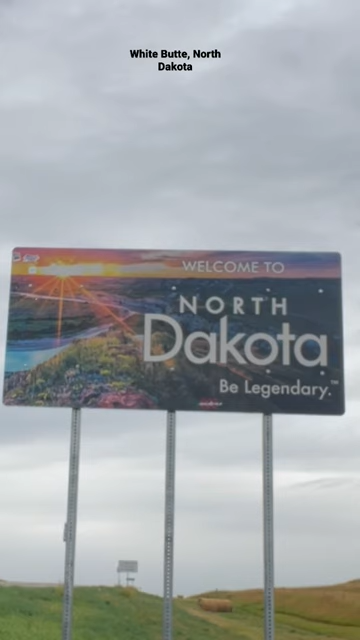 White Butte, North
Dakota
WELCOME TO
NORTH
Dakota
Be Legendary.™